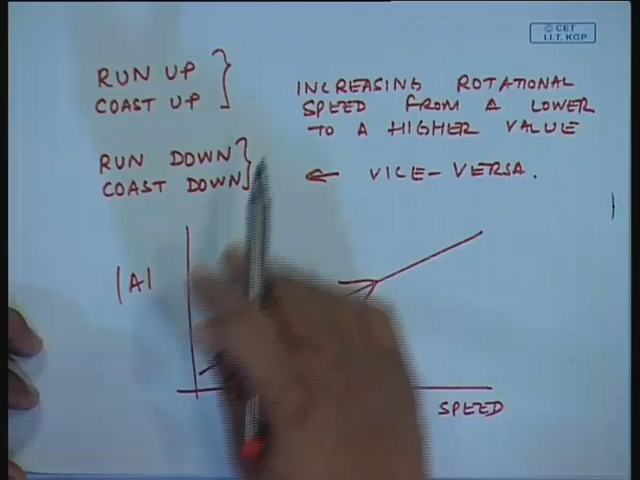 © CET
I.I.T. KGP
RUN UP
COAST UP
INCREASING ROTATIONAL
SPEED FROM A LOWER
TO A HIGHER VALUE
RUN DOWN
COAST DOWN
← VICE-VERSA.
|A|
SPEED